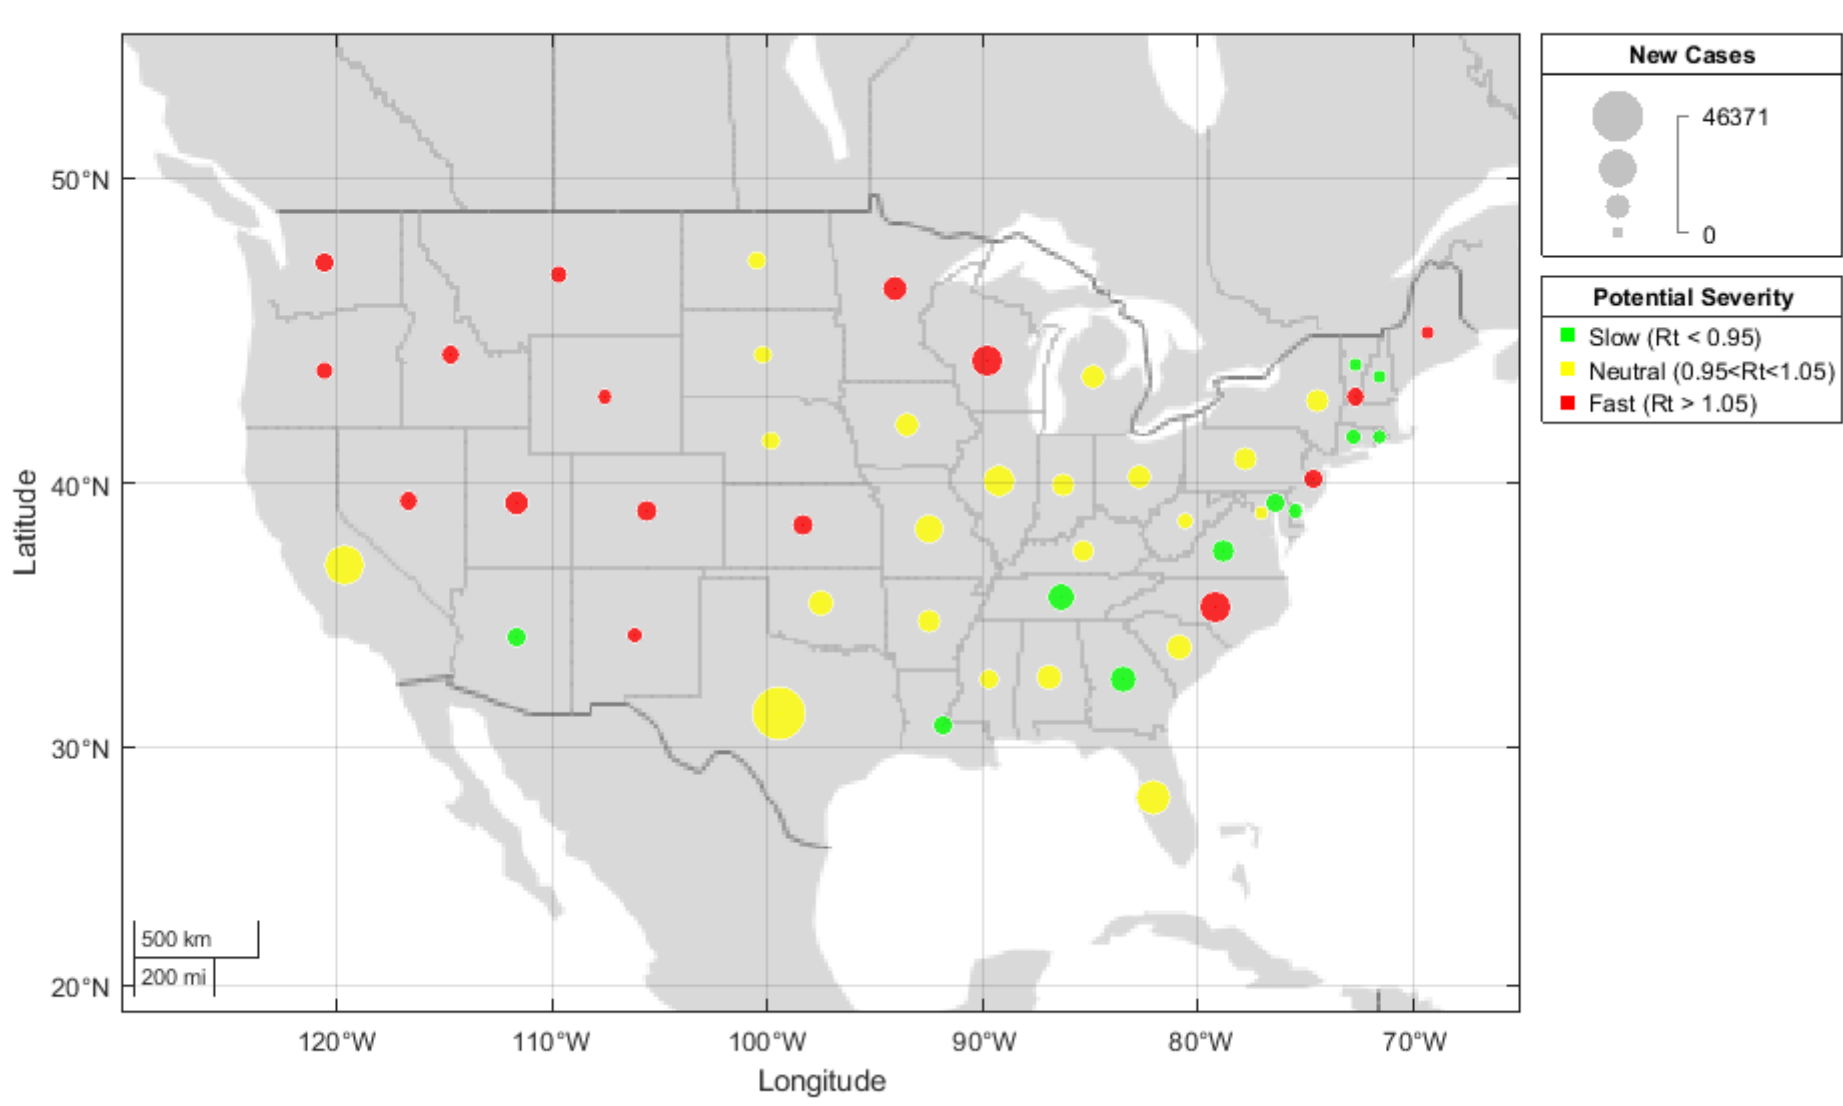 New Cases
46371
0
Potential Severity
Slow (Rt < 0.95)
Neutral (0.95<Rt<1.05)
Fast (Rt > 1.05)
50°N
40°N
30°N
20°N
Latitude
500 km
200 mi
120°W 110°W 100°W 90°W 80°W 70°W
Longitude